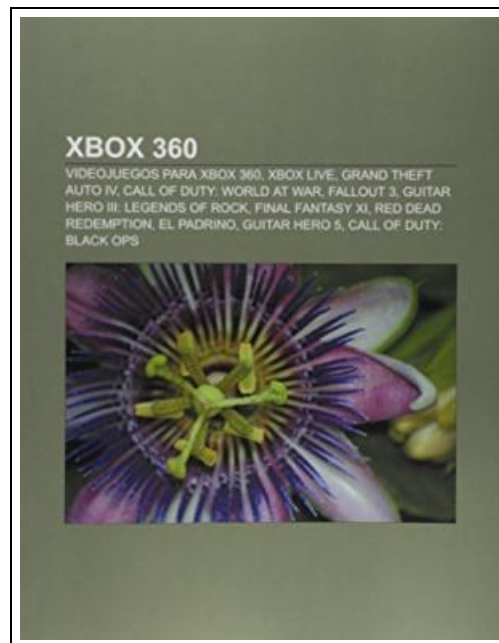 XBOX 360
VIDEOJUEGOS PARA XBOX 360, XBOX LIVE, GRAND THEFT
AUTO IV, CALL OF DUTY: WORLD AT WAR, FALLOUT 3, GUITAR
HERO III: LEGENDS OF ROCK, FINAL FANTASY XI, RED DEAD
REDEMPTION, EL PADRINO, GUITAR HERO 5, CALL OF DUTY:
BLACK OPS